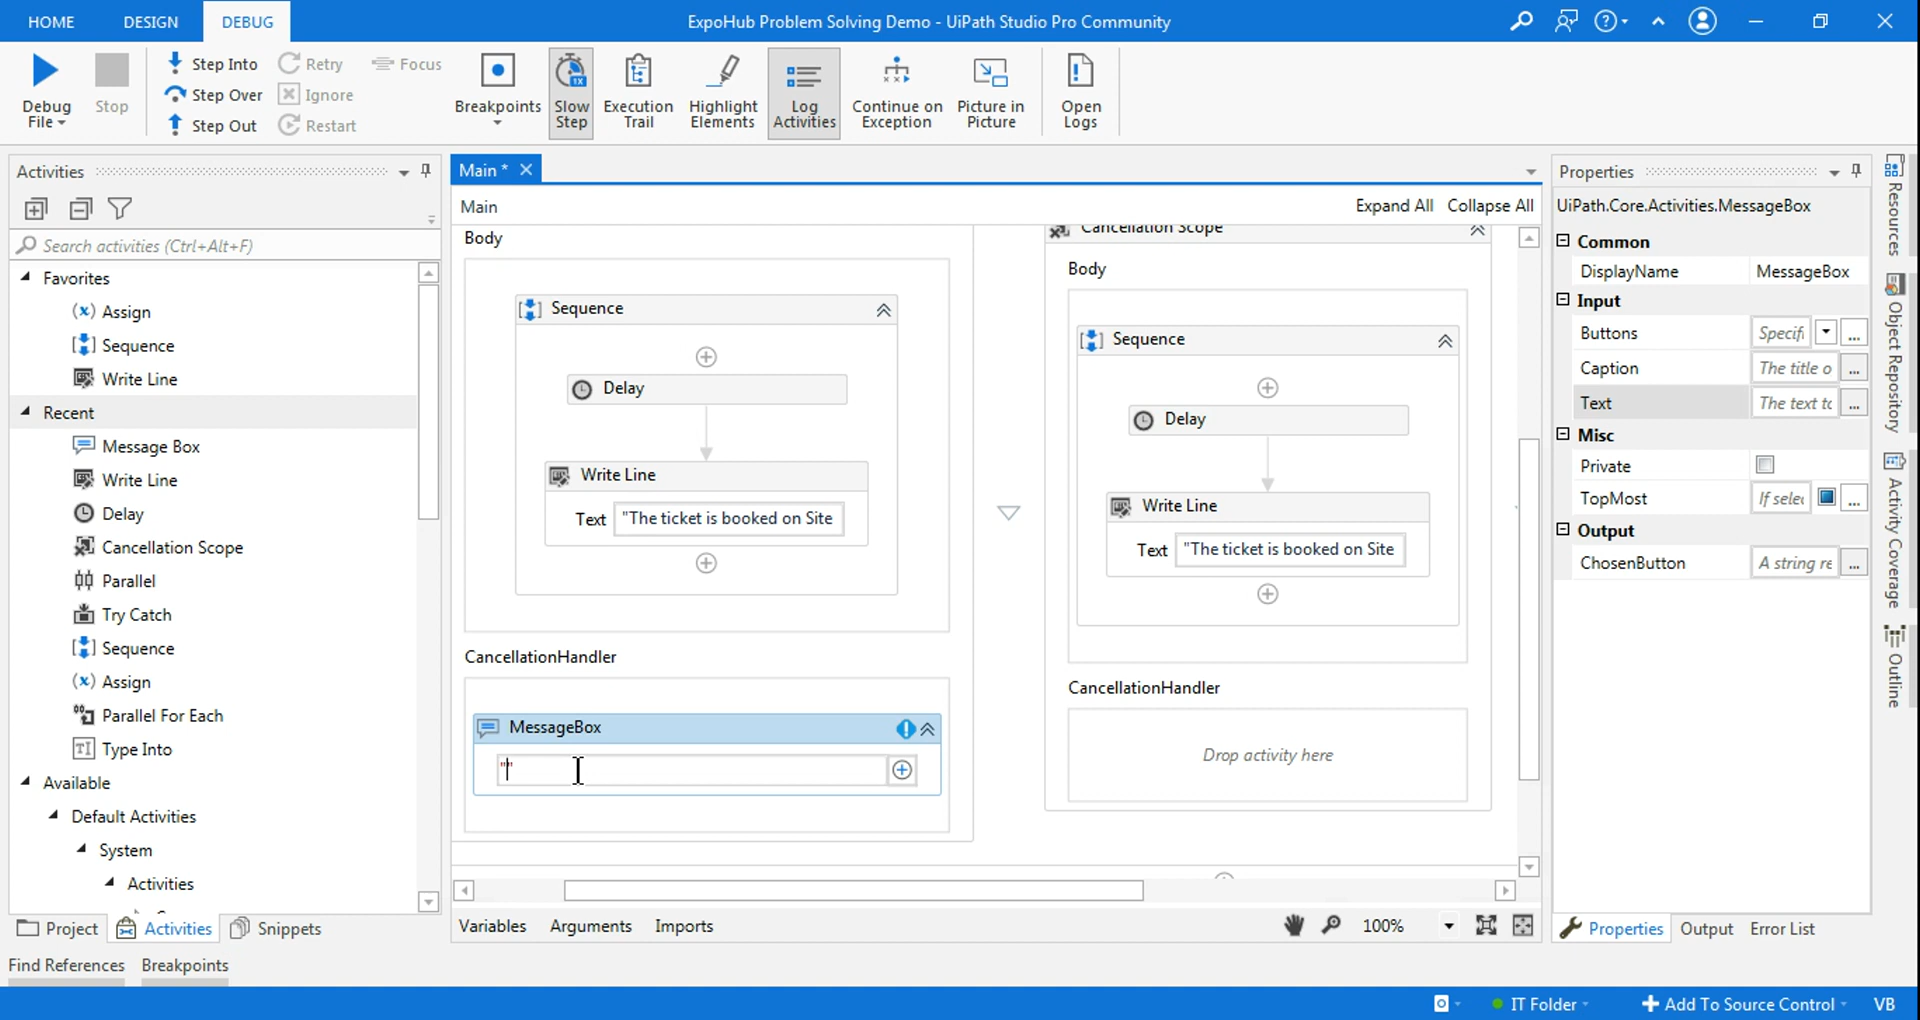 HOME DESIGN DEBUG ExpoHub Problem Solving Demo - UiPath Studio Pro Community
Debug File
Stop
Step Into
Step Over
Step Out
Retry
Ignore
Restart
Focus
Breakpoints
Slow Step
1X
Execution Trail
Highlight Elements
Log Activities
Continue on Exception
Picture in Picture
Open Logs
Activities
Search activities (Ctrl+Alt+F)
Favorites
Assign
Sequence
Write Line
Recent
Message Box
Write Line
Delay
Cancellation Scope
Parallel
Try Catch
Sequence
Assign
Parallel For Each
Type Into
Available
Default Activities
System
Activities
Project Activities Snippets
Find References Breakpoints
Main *
Main Expand All Collapse All
Body
Sequence
Delay
Write Line
Text "The ticket is booked on Site
CancellationHandler
MessageBox
""
Cancellation Scope
Body
Sequence
Delay
Write Line
Text "The ticket is booked on Site
CancellationHandler
Drop activity here
Variables Arguments Imports 100%
Properties
UiPath.Core.Activities.MessageBox
Common
DisplayName MessageBox
Input
Buttons Specifi ...
Caption The title o ...
Text The text to ...
Misc
Private
TopMost If selec ...
Output
ChosenButton A string re ...
Properties Output Error List
Resources
Object Repository
Activity Coverage
Outline
IT Folder Add To Source Control VB